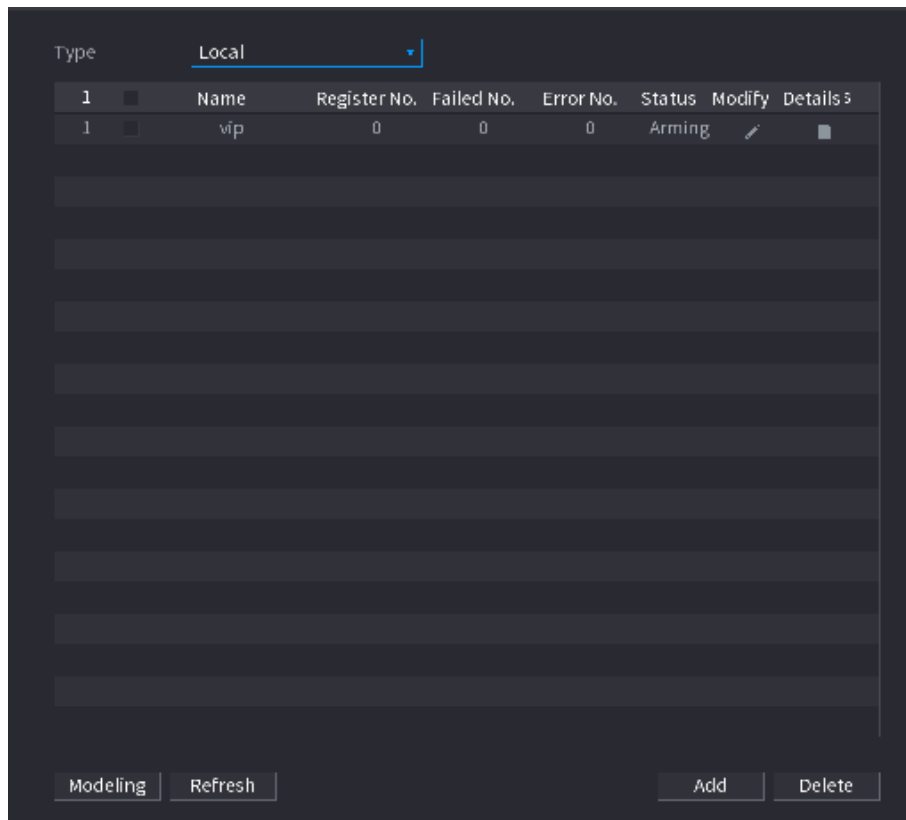 Type Local
1 Name Register No. Failed No. Error No. Status Modify Details s
1 vip 0 0 0 Arming
Modeling Refresh Add Delete